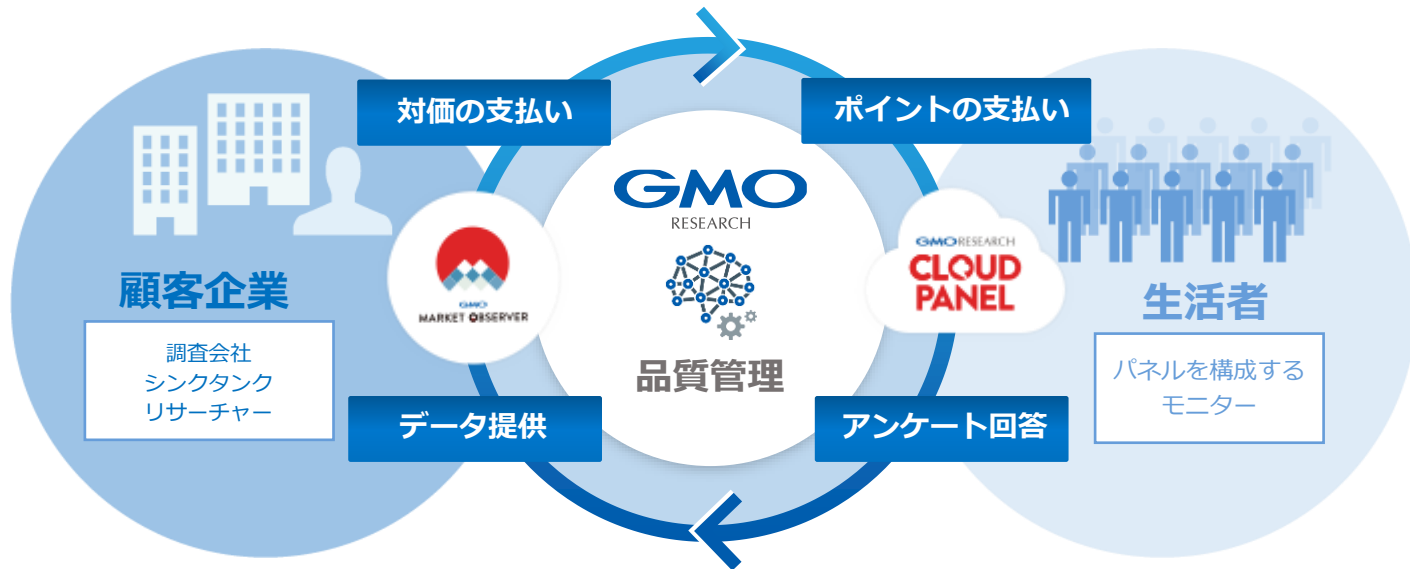 対価の支払い
ポイントの支払い
GMO
RESEARCH
品質管理
GMO
MARKET OBSERVER
GMO RESEARCH
CLOUD
PANEL
顧客企業
調査会社
シンクタンク
リサーチャー
生活者
パネルを構成する
モニター
データ提供
アンケート回答